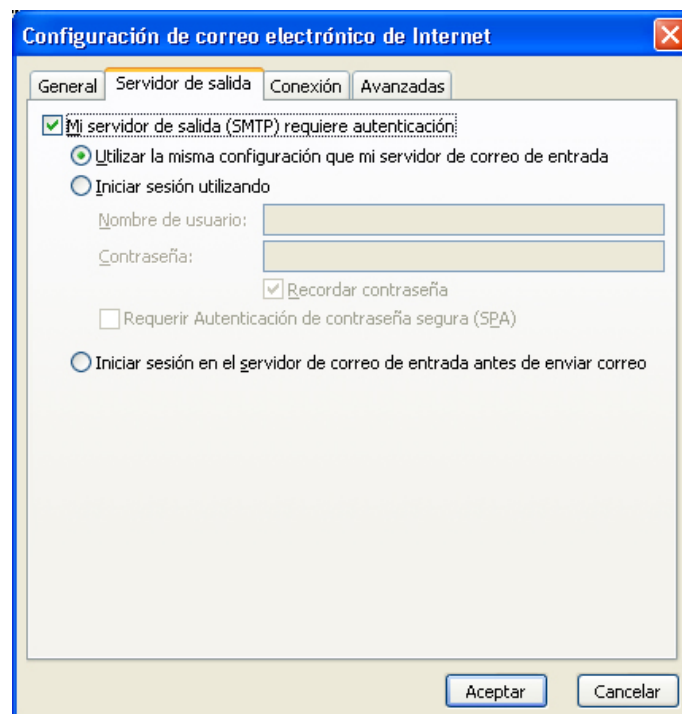 Configuración de correo electrónico de Internet
General
Servidor de salida
Conexión
Avanzadas
Mi servidor de salida (SMTP) requiere autenticación
Utilizar la misma configuración que mi servidor de correo de entrada
Iniciar sesión utilizando
Nombre de usuario:
Contraseña:
Recordar contraseña
Requerir Autenticación de contraseña segura (SPA)
Iniciar sesión en el servidor de correo de entrada antes de enviar correo
Aceptar
Cancelar